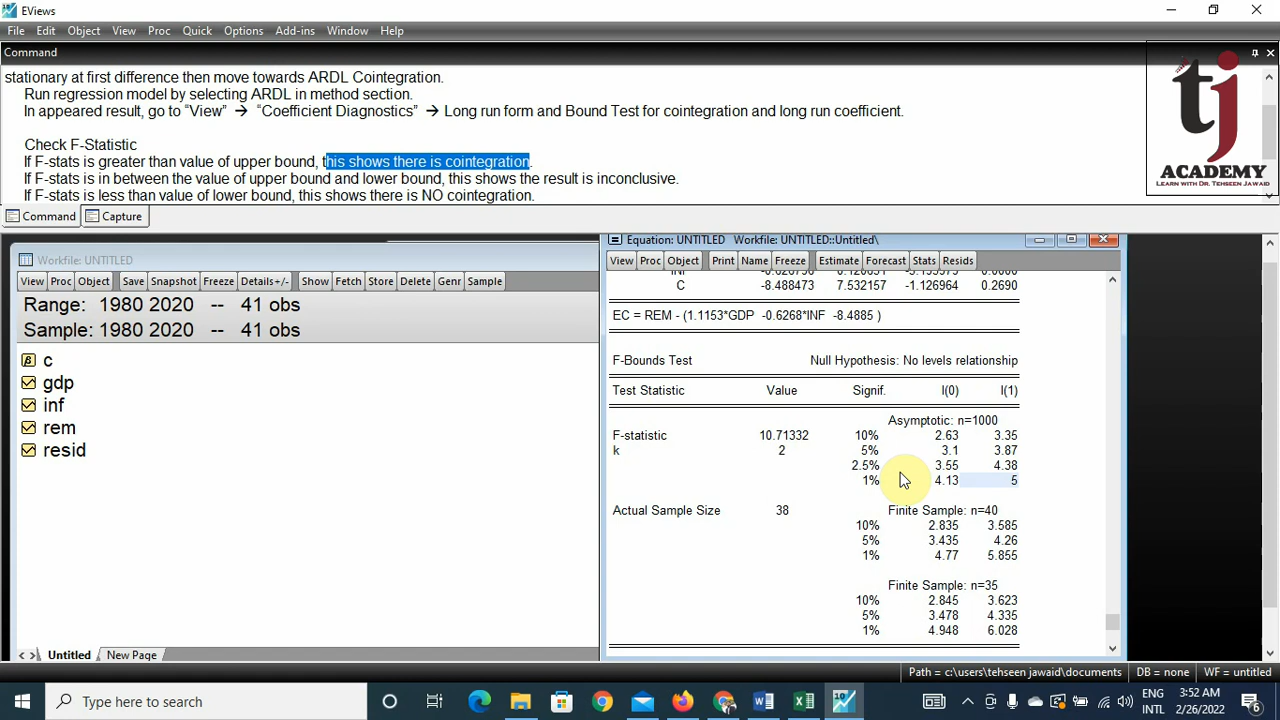 EViews
File Edit Object View Proc Quick Options Add-ins Window Help
Command
stationary at first difference then move towards ARDL Cointegration.
Run regression model by selecting ARDL in method section.
In appeared result, go to “View” → “Coefficient Diagnostics” → Long run form and Bound Test for cointegration and long run coefficient.
Check F-Statistic
If F-stats is greater than value of upper bound, this shows there is cointegration.
If F-stats is in between the value of upper bound and lower bound, this shows the result is inconclusive.
If F-stats is less than value of lower bound, this shows there is NO cointegration.
tj
ACADEMY
LEARN WITH DR. TEHSEEN JAWAID
Command Capture
Workfile: UNTITLED
View Proc Object Save Snapshot Freeze Details+/- Show Fetch Store Delete Genr Sample
Range: 1980 2020 -- 41 obs
Sample: 1980 2020 -- 41 obs
c
gdp
inf
rem
resid
Untitled New Page
Equation: UNTITLED Workfile: UNTITLED::Untitled\
View Proc Object Print Name Freeze Estimate Forecast Stats Resids
C -8.488473 7.532157 -1.126964 0.2690
EC = REM - (1.1153*GDP -0.6268*INF -8.4885 )
F-Bounds Test Null Hypothesis: No levels relationship
Test Statistic Value Signif. I(0) I(1)
Asymptotic: n=1000
F-statistic 10.71332 10% 2.63 3.35
k 2 5% 3.1 3.87
2.5% 3.55 4.38
1% 4.13 5
Actual Sample Size 38 Finite Sample: n=40
10% 2.835 3.585
5% 3.435 4.26
1% 4.77 5.855
Finite Sample: n=35
10% 2.845 3.623
5% 3.478 4.335
1% 4.948 6.028
Path = c:\users\tehseen jawaid\documents DB = none WF = untitled
Type here to search
ENG
INTL
3:52 AM
2/26/2022
6